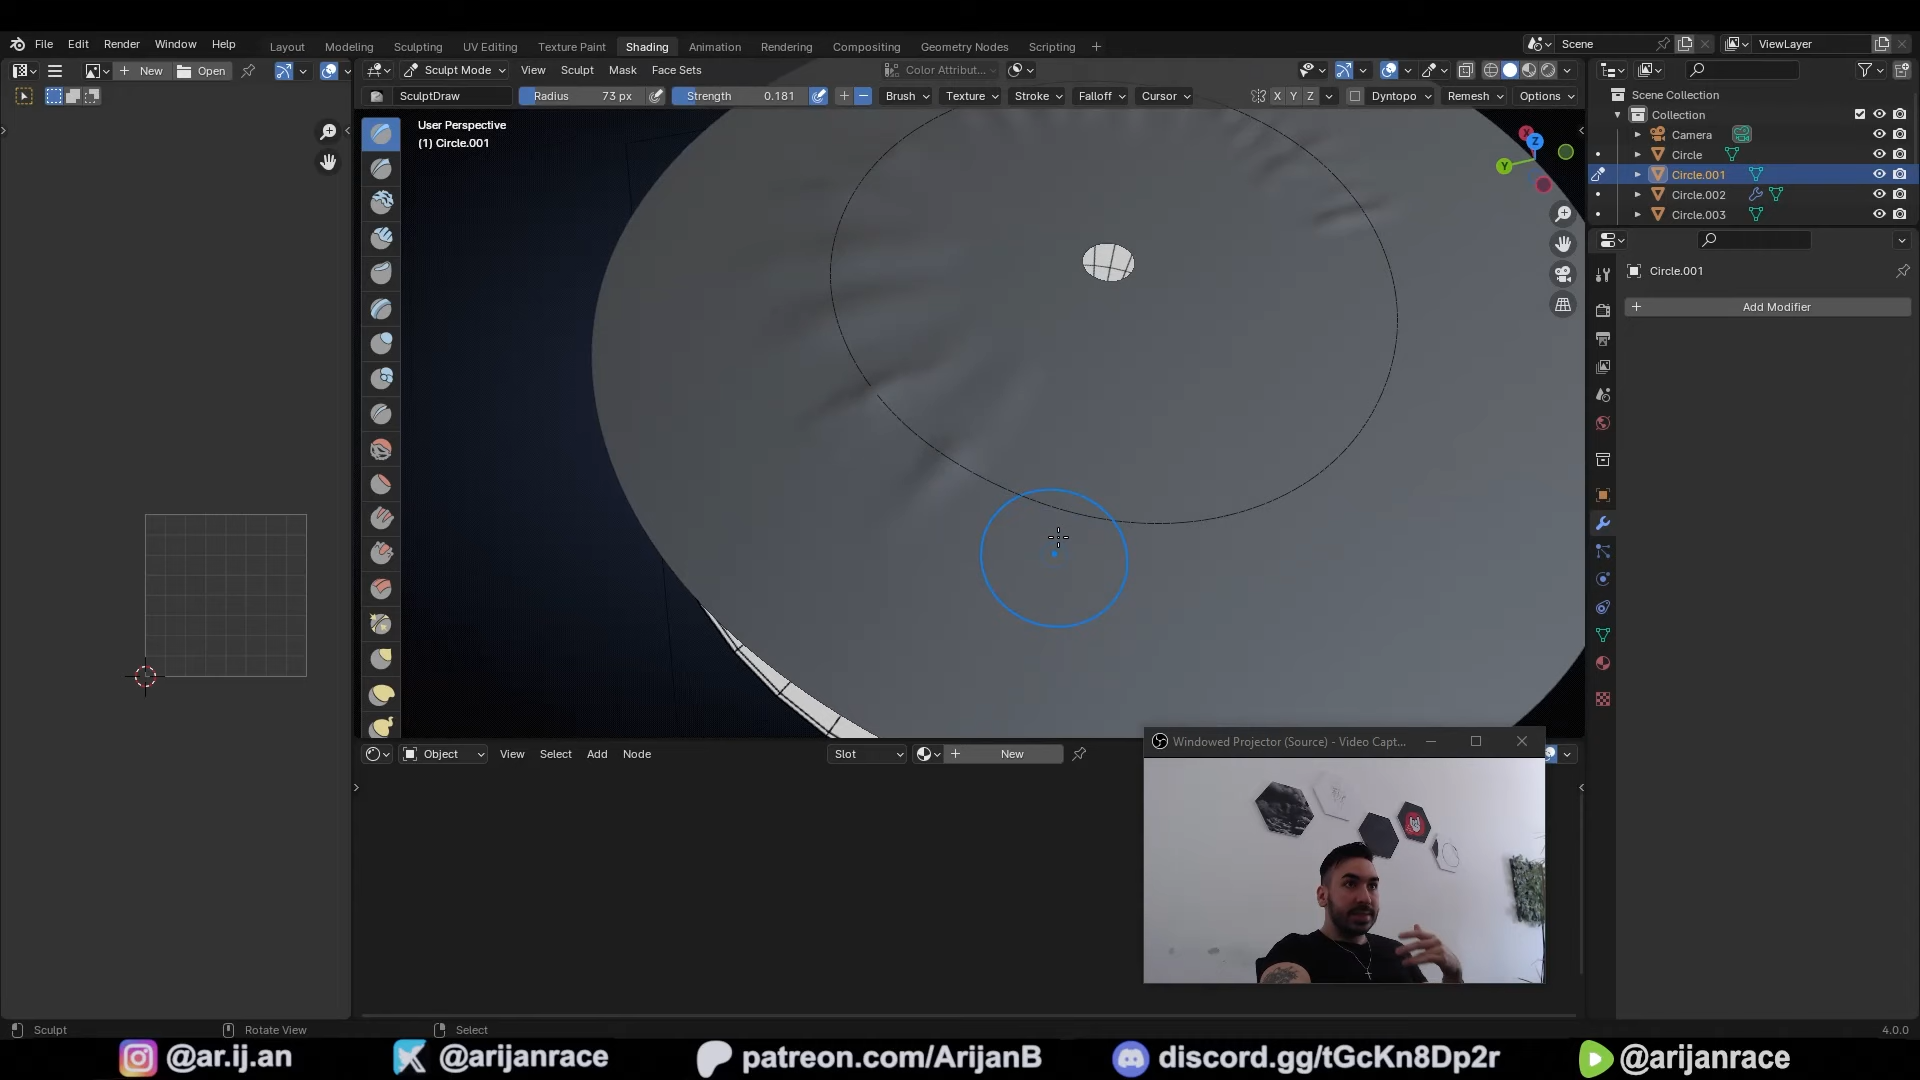 File Edit Render Window Help Layout Modeling Sculpting UV Editing Texture Paint Shading Animation Rendering Compositing Geometry Nodes Scripting + Scene ViewLayer
New Open Sculpt Mode View Sculpt Mask Face Sets Color Attribut...
SculptDraw Radius 73 px Strength 0.181 Brush Texture Stroke Falloff Cursor X Y Z Dyntopo Remesh Options
Scene Collection
Collection
Camera
Circle
Circle.001
Circle.002
Circle.003
User Perspective
(1) Circle.001
X
Z
Y
Circle.001
Add Modifier
Object View Select Add Node Slot New
Windowed Projector (Source) - Video Capt...
Sculpt Rotate View Select 4.0.0
@ar.ij.an @arijanrace patreon.com/ArijanB discord.gg/tGcKn8Dp2r @arijanrace